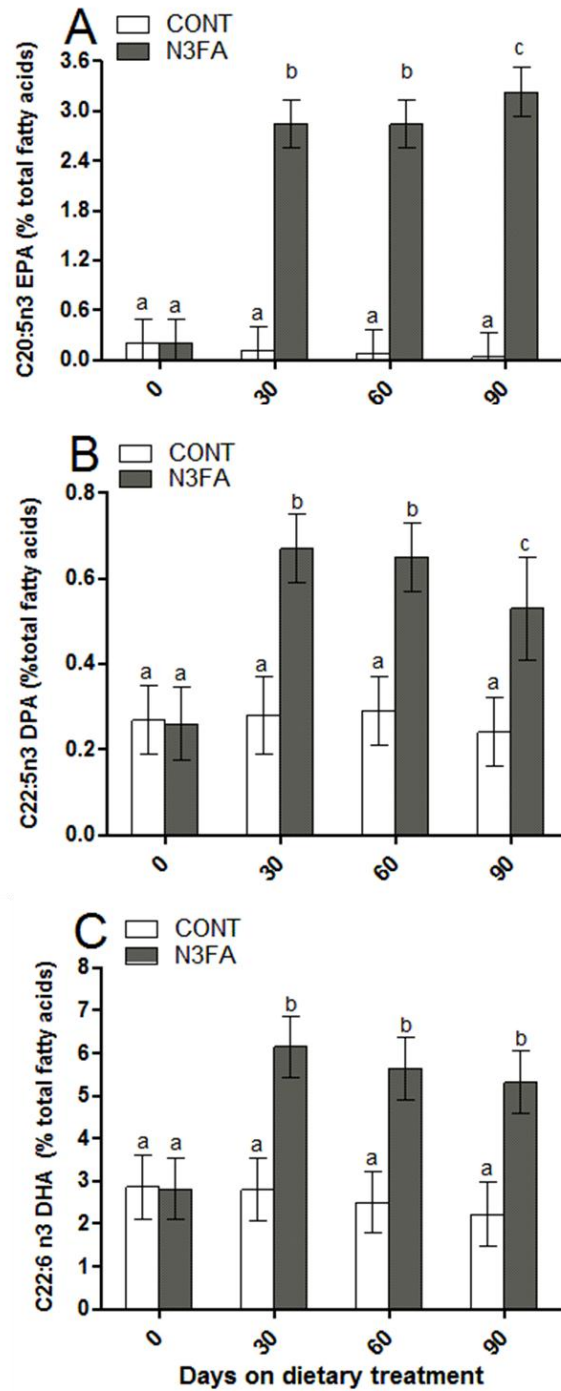 A
CONT
N3FA
C20:5n3 EPA (% total fatty acids)
3.6
3.0
2.4
1.8
1.2
0.6
0.0
a a a b a b a c
0 30 60 90
B
CONT
N3FA
C22:5n3 DPA (%total fatty acids)
0.8
0.6
0.4
0.2
0.0
a a a b a b a c
0 30 60 90
C
CONT
N3FA
C22:6 n3 DHA (% total fatty acids)
8
7
6
5
4
3
2
1
0
a a a b a b a b
0 30 60 90
Days on dietary treatment